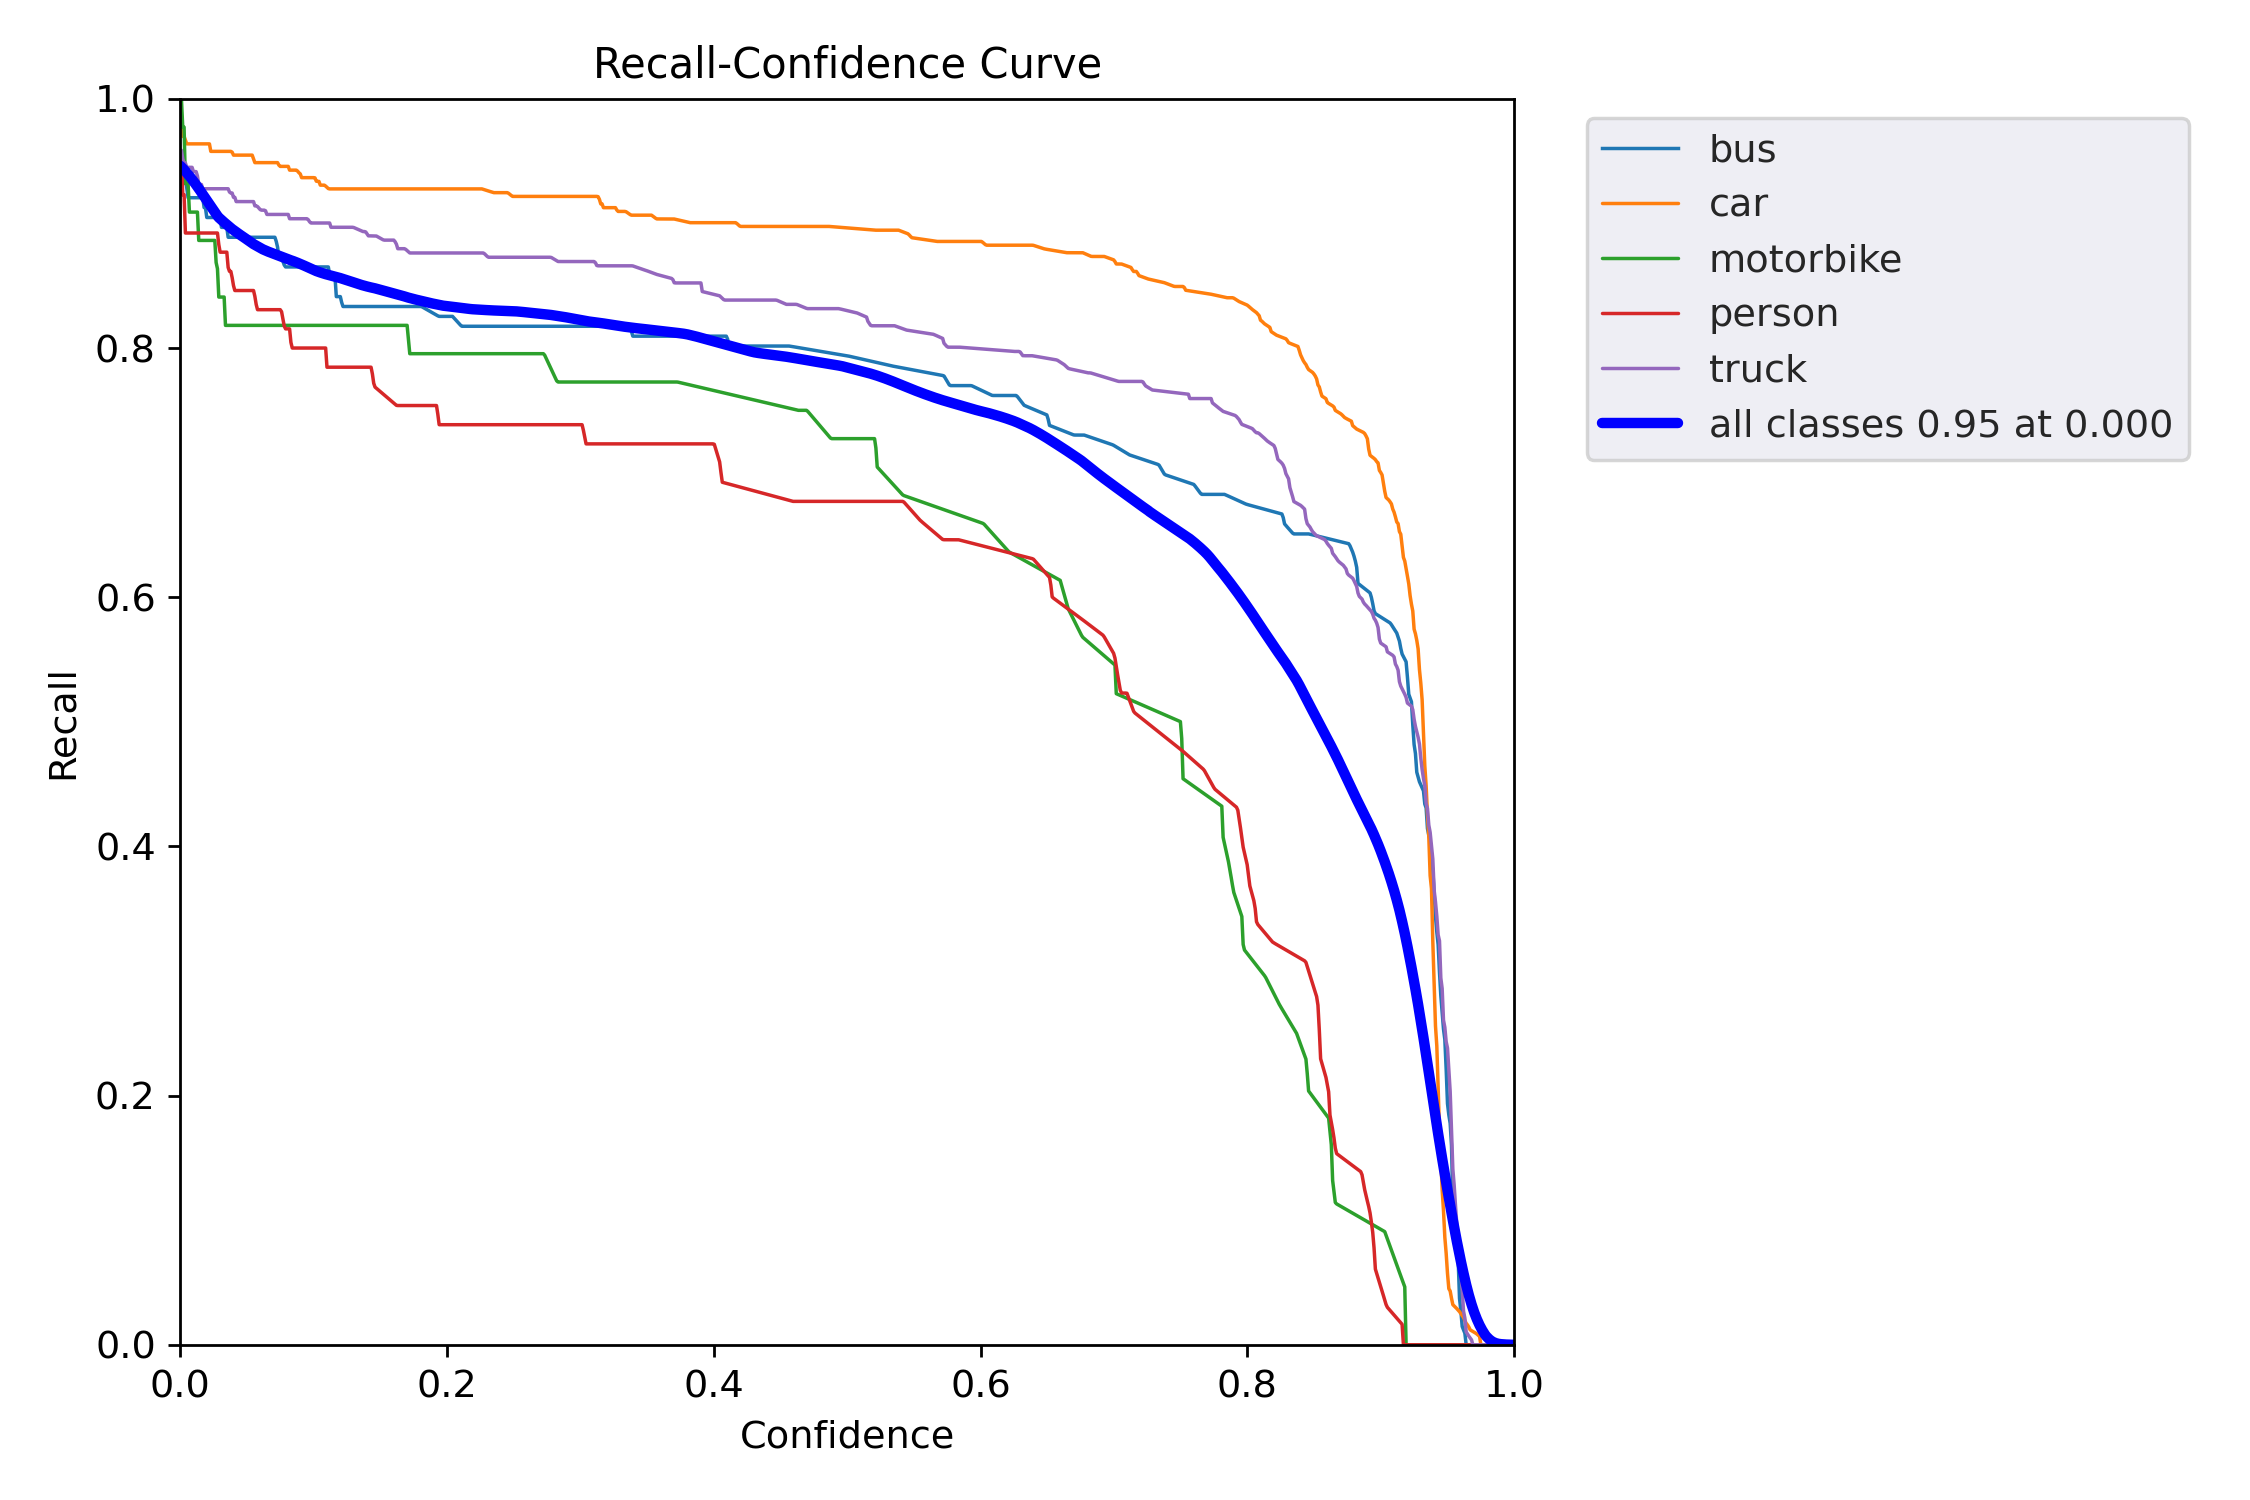 Recall-Confidence Curve
1.0
0.8
0.6
0.4
0.2
0.0
Recall
0.0 0.2 0.4 0.6 0.8 1.0
Confidence
bus
car
motorbike
person
truck
all classes 0.95 at 0.000